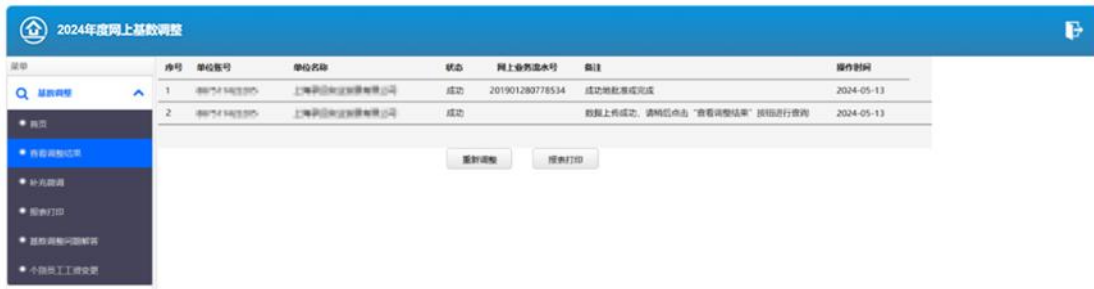 2024年度网上基数调整
菜单
基数调整
首页
查看调整结果
补充微调
报表打印
基数调整问题解答
个别员工工资变更
序号 单位账号 单位名称 状态 网上业务流水号 备注 操作时间
1 成功 201901280778534 成功地批准或完成 2024-05-13
2 成功 数据上传成功、请稍后点击“查看调整结果”按钮进行查询 2024-05-13
重新调整 报表打印